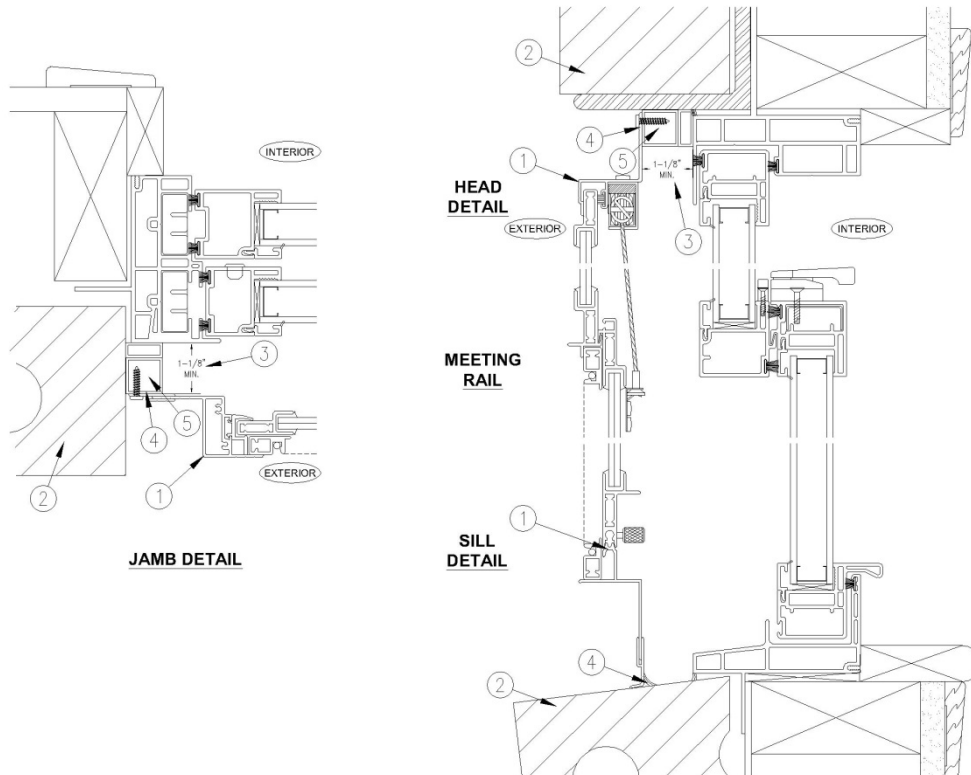 INTERIOR
1-1/8"
MIN.
3
5
4
2
1
EXTERIOR
JAMB DETAIL
2
4
5
1
1-1/8"
MIN.
3
HEAD
DETAIL
EXTERIOR
INTERIOR
MEETING
RAIL
1
SILL
DETAIL
4
2